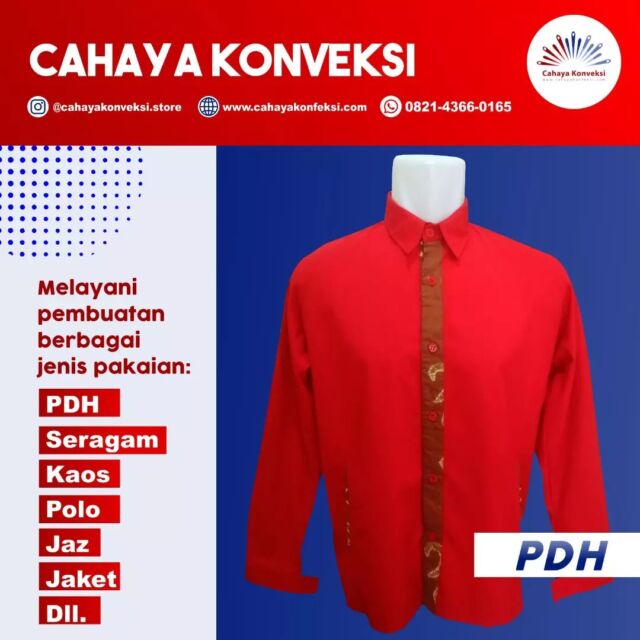 CAHAYA KONVEKSI
@cahayakonveksi.store
www.cahayakonfeksi.com
0821-4366-0165
Cahaya Konveksi
Melayani
pembuatan
berbagai
jenis pakaian:
PDH
Seragam
Kaos
Polo
Jaz
Jaket
Dll.
PDH